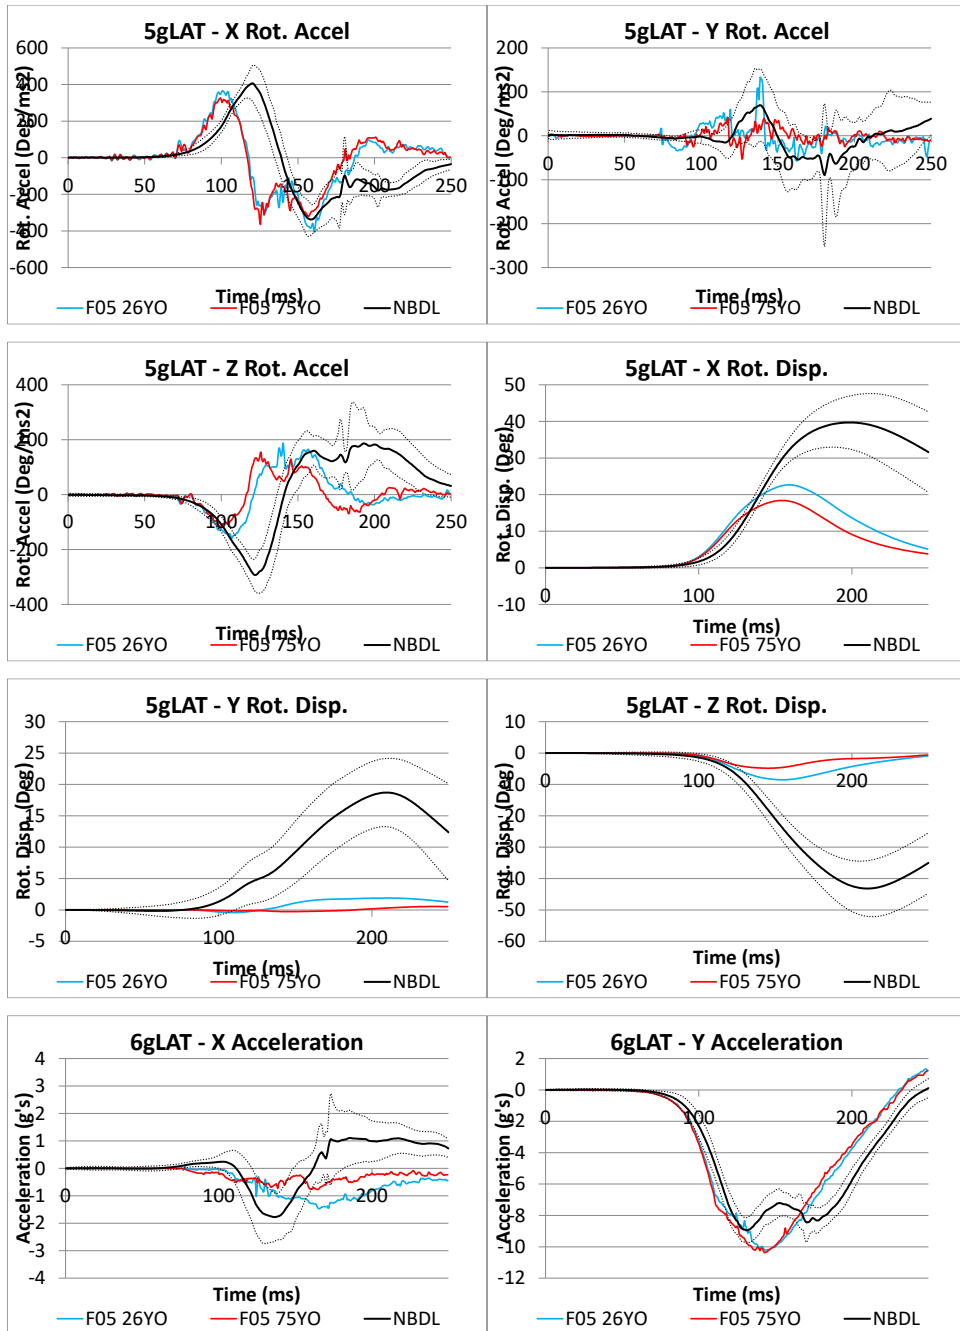 5gLAT - X Rot. Accel
Rot. Accel (Deg/ms2)
600
400
200
0
-200
-400
-600
0 50 100 150 200 250
Time (ms)
F05 26YO F05 75YO NBDL
5gLAT - Y Rot. Accel
Rot. Accel (Deg/ms2)
200
100
0
-100
-200
-300
0 50 100 150 200 250
Time (ms)
F05 26YO F05 75YO NBDL
5gLAT - Z Rot. Accel
Rot. Accel (Deg/ms2)
400
200
0
-200
-400
0 50 100 150 200 250
Time (ms)
F05 26YO F05 75YO NBDL
5gLAT - X Rot. Disp.
Rot. Disp. (Deg)
50
40
30
20
10
0
-10
0 100 200
Time (ms)
F05 26YO F05 75YO NBDL
5gLAT - Y Rot. Disp.
Rot. Disp. (Deg)
30
25
20
15
10
5
0
-5
0 100 200
Time (ms)
F05 26YO F05 75YO NBDL
5gLAT - Z Rot. Disp.
Rot. Disp. (Deg)
10
0
-10
-20
-30
-40
-50
-60
0 100 200
Time (ms)
F05 26YO F05 75YO NBDL
6gLAT - X Acceleration
Acceleration (g's)
4
3
2
1
0
-1
-2
-3
-4
0 100 200
Time (ms)
F05 26YO F05 75YO NBDL
6gLAT - Y Acceleration
Acceleration (g's)
2
0
-2
-4
-6
-8
-10
-12
0 100 200
Time (ms)
F05 26YO F05 75YO NBDL